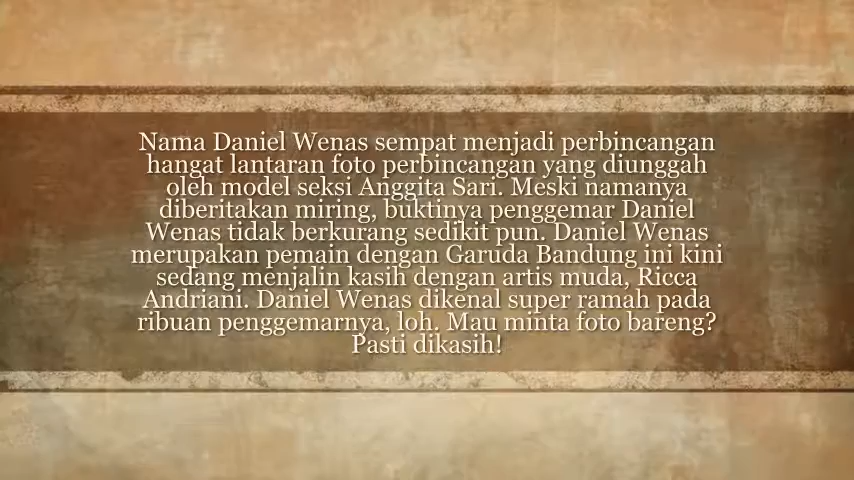 Nama Daniel Wenas sempat menjadi perbincangan
hangat lantaran foto perbincangan yang diunggah
oleh model seksi Anggita Sari. Meski namanya
diberitakan miring, buktinya penggemar Daniel
Wenas tidak berkurang sedikit pun. Daniel Wenas
merupakan pemain dengan Garuda Bandung ini kini
sedang menjalin kasih dengan artis muda, Ricca
Andriani. Daniel Wenas dikenal super ramah pada
ribuan penggemarnya, loh. Mau minta foto bareng?
Pasti dikasih!